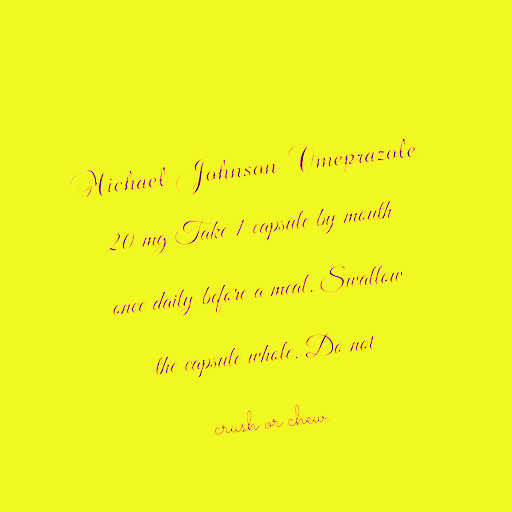 Michael Johnson Omeprazole
20 mg Take 1 capsule by mouth
once daily before a meal. Swallow
the capsule whole. Do not
crush or chew